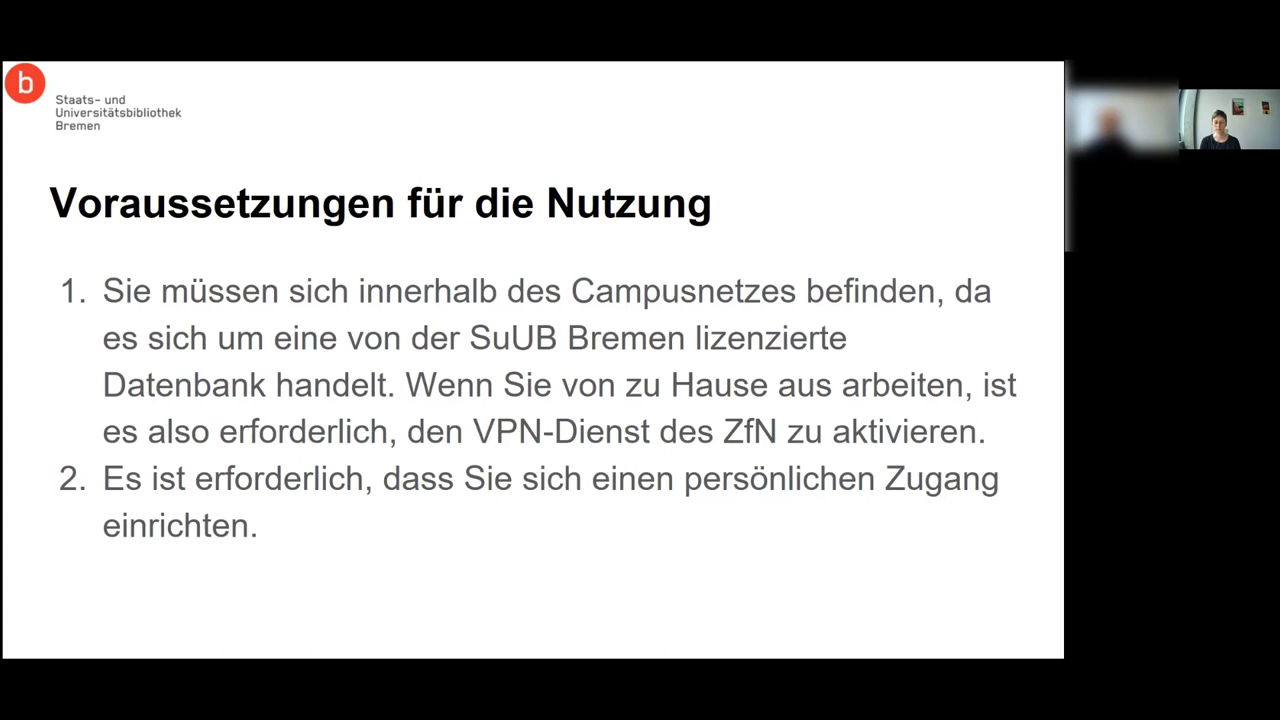 b
Staats- und
Universitätsbibliothek
Bremen
Voraussetzungen für die Nutzung
1. Sie müssen sich innerhalb des Campusnetzes befinden, da
es sich um eine von der SuUB Bremen lizenzierte
Datenbank handelt. Wenn Sie von zu Hause aus arbeiten, ist
es also erforderlich, den VPN-Dienst des ZfN zu aktivieren.
2. Es ist erforderlich, dass Sie sich einen persönlichen Zugang
einrichten.